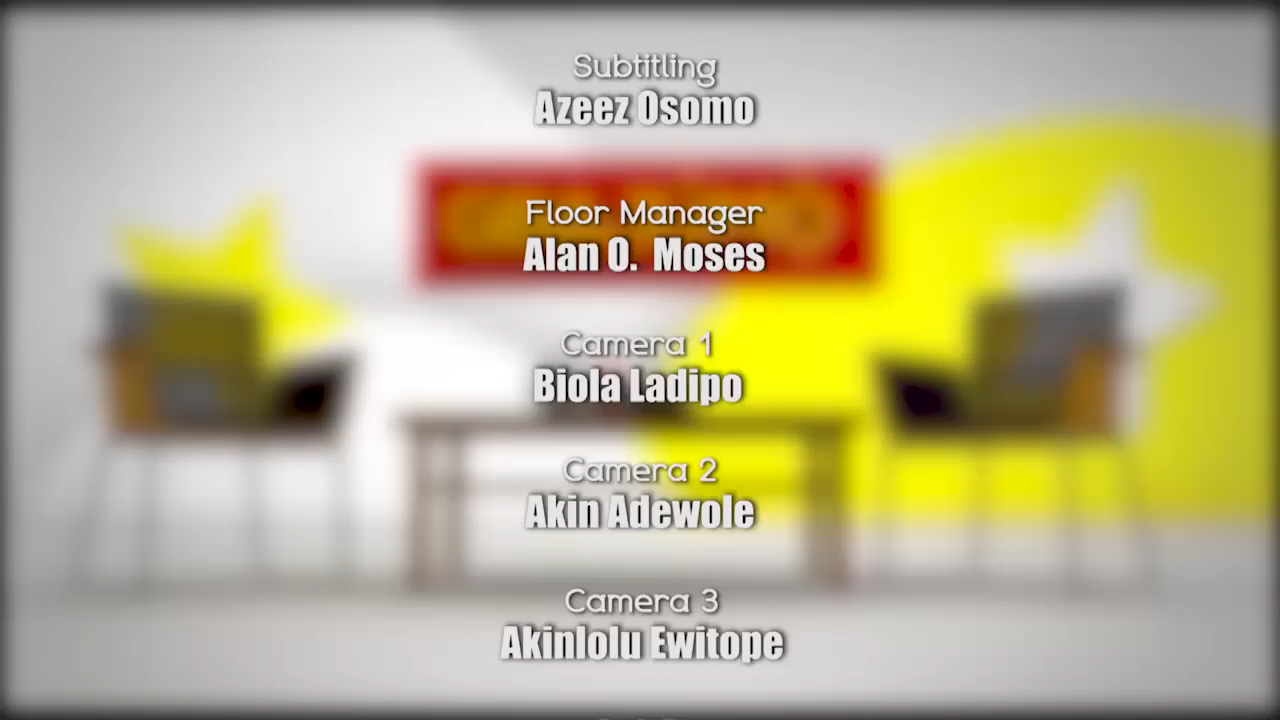 Subtitling
Azeez Osomo
Floor Manager
Alan O. Moses
Camera 1
Biola Ladipo
Camera 2
Akin Adewole
Camera 3
Akinlolu Ewitope